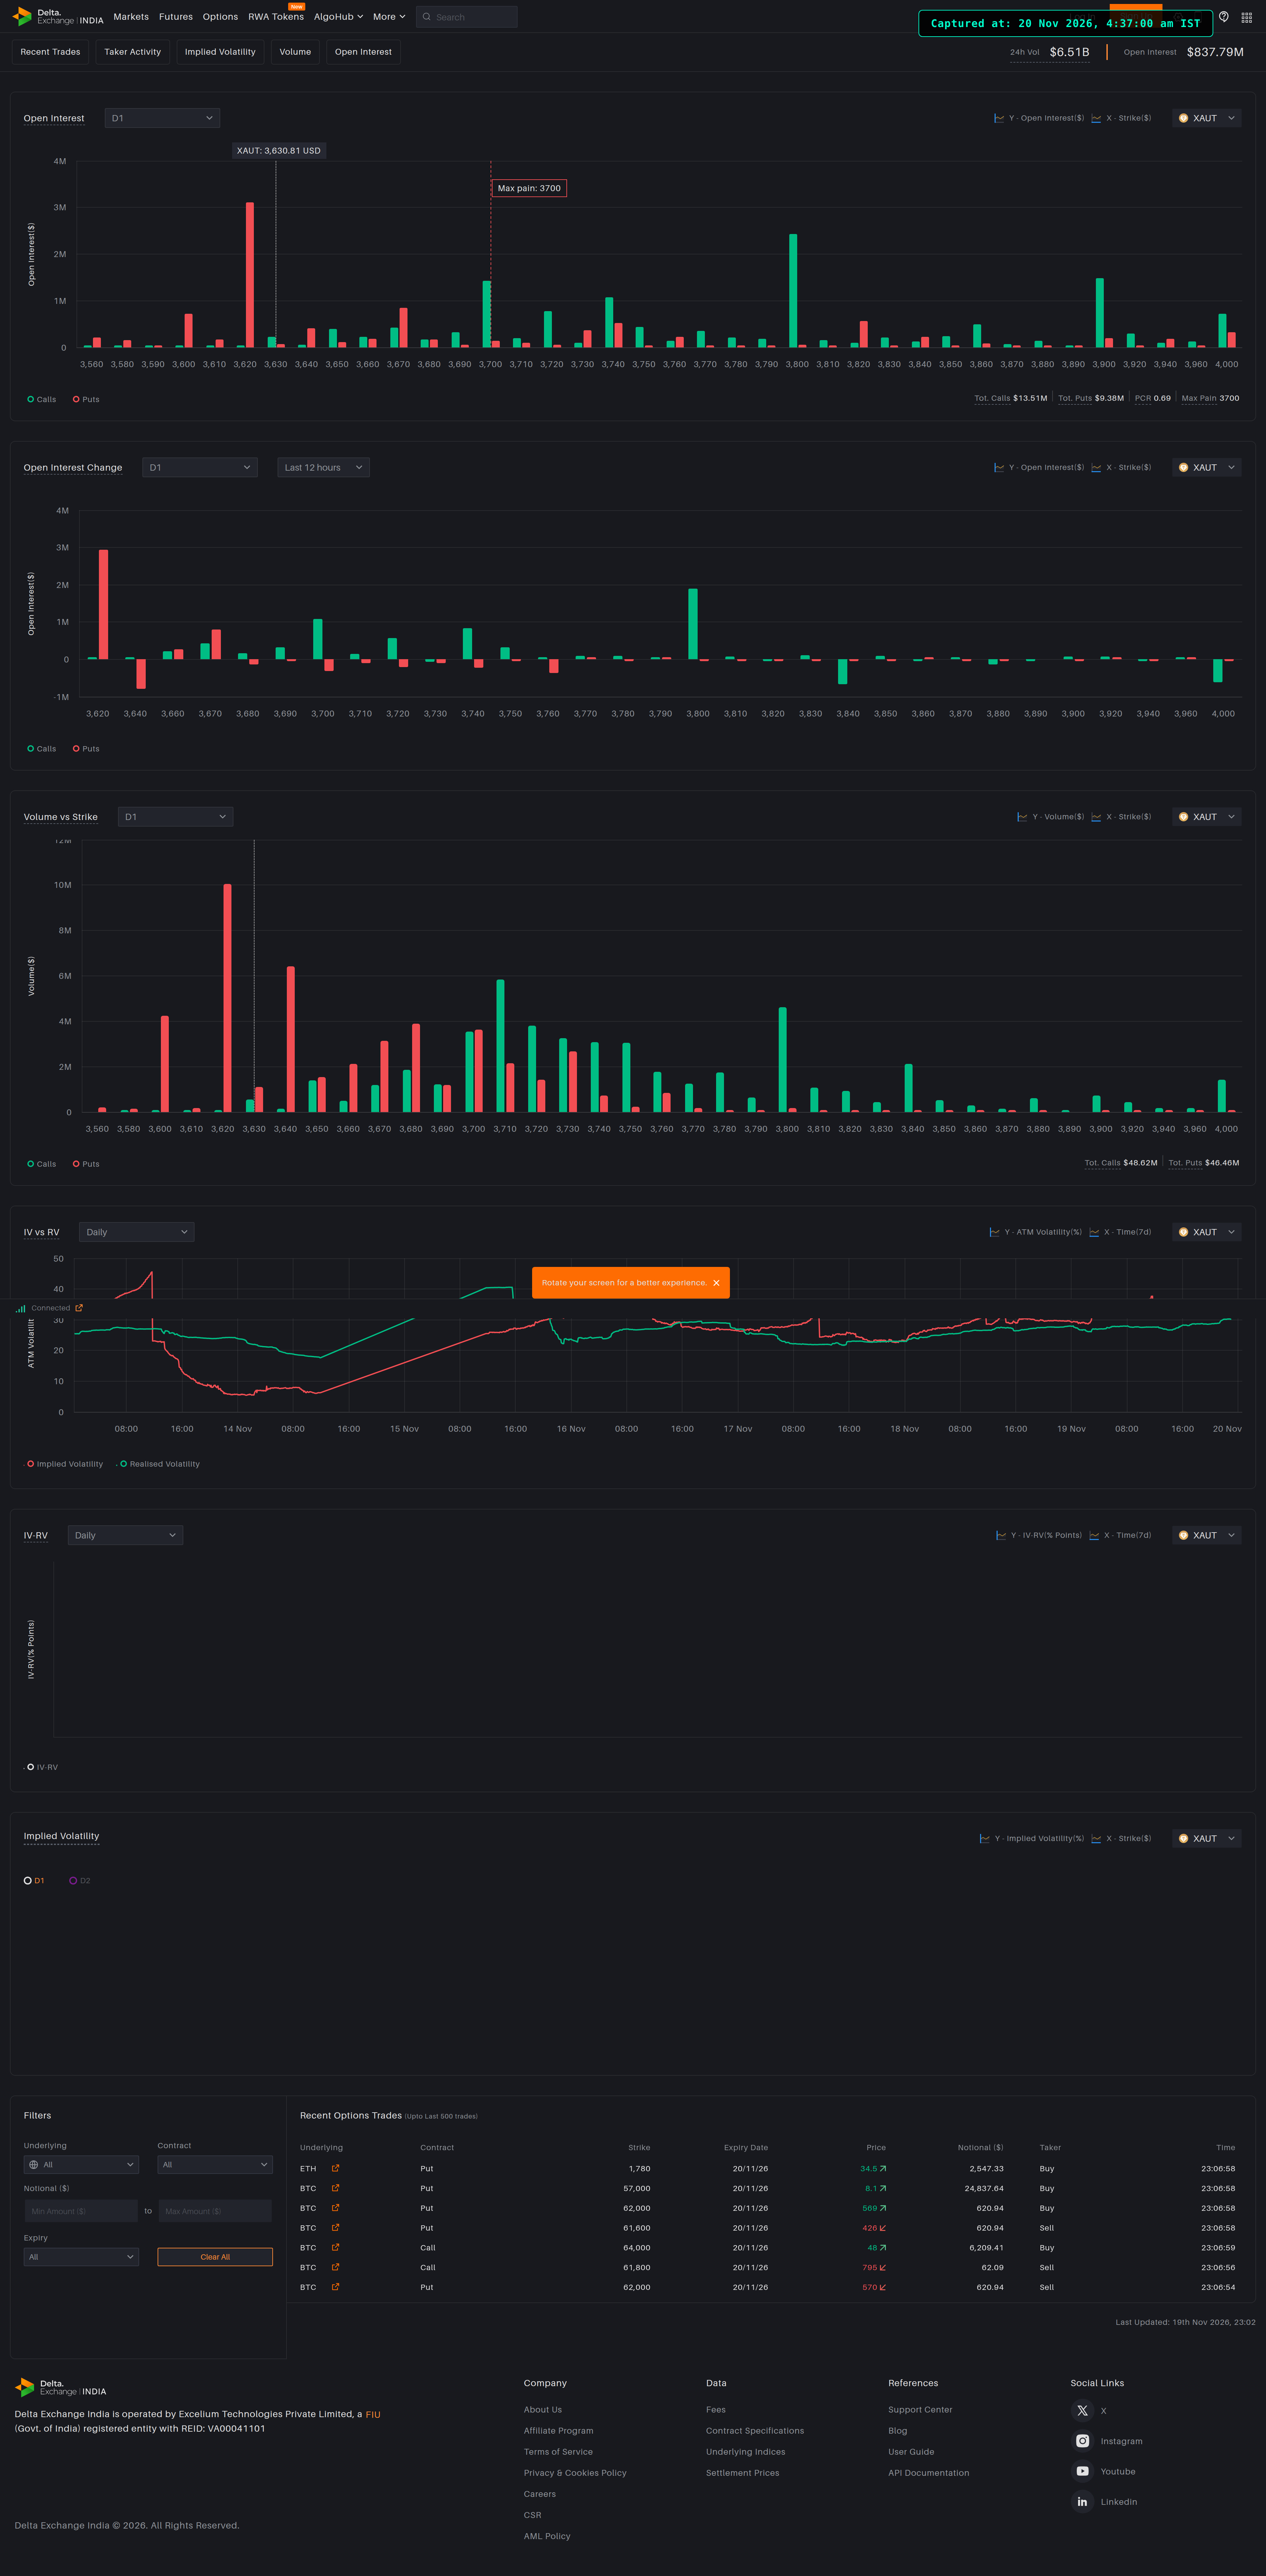 Delta. Exchange | INDIA Markets Futures Options RWA Tokens New AlgoHub More Search
Captured at: 20 Nov 2026, 4:37:00 am IST
Recent Trades Taker Activity Implied Volatility Volume Open Interest 24h Vol $6.51B Open Interest $837.79M
Open Interest D1 Y - Open Interest($) X - Strike($) XAUT
XAUT: 3,630.81 USD
Max pain: 3700
Open Interest($)
4M
3M
2M
1M
0
3,560 3,580 3,590 3,600 3,610 3,620 3,630 3,640 3,650 3,660 3,670 3,680 3,690 3,700 3,710 3,720 3,730 3,740 3,750 3,760 3,770 3,780 3,790 3,800 3,810 3,820 3,830 3,840 3,850 3,860 3,870 3,880 3,890 3,900 3,920 3,940 3,960 4,000
Calls Puts Tot. Calls $13.51M Tot. Puts $9.38M PCR 0.69 Max Pain 3700
Open Interest Change D1 Last 12 hours Y - Open Interest($) X - Strike($) XAUT
Open Interest($)
4M
3M
2M
1M
0
-1M
3,620 3,640 3,660 3,670 3,680 3,690 3,700 3,710 3,720 3,730 3,740 3,750 3,760 3,770 3,780 3,790 3,800 3,810 3,820 3,830 3,840 3,850 3,860 3,870 3,880 3,890 3,900 3,920 3,940 3,960 4,000
Calls Puts
Volume vs Strike D1 Y - Volume($) X - Strike($) XAUT
Volume($)
12M
10M
8M
6M
4M
2M
0
3,560 3,580 3,600 3,610 3,620 3,630 3,640 3,650 3,660 3,670 3,680 3,690 3,700 3,710 3,720 3,730 3,740 3,750 3,760 3,770 3,780 3,790 3,800 3,810 3,820 3,830 3,840 3,850 3,860 3,870 3,880 3,890 3,900 3,920 3,940 3,960 4,000
Calls Puts Tot. Calls $48.62M Tot. Puts $46.46M
IV vs RV Daily Y - ATM Volatility(%) X - Time(7d) XAUT
50
Rotate your screen for a better experience.
40
Connected
30
20
10
0
08:00 16:00 14 Nov 08:00 16:00 15 Nov 08:00 16:00 16 Nov 08:00 16:00 17 Nov 08:00 16:00 18 Nov 08:00 16:00 19 Nov 08:00 16:00 20 Nov
Implied Volatility Realised Volatility
IV-RV Daily Y - IV-RV(% Points) X - Time(7d) XAUT
IV-RV(% Points)
IV-RV
Implied Volatility Y - Implied Volatility(%) X - Strike($) XAUT
D1 D2
Filters
Underlying Contract
All All
Notional ($)
Min Amount ($) to Max Amount ($)
Expiry
All Clear All
Recent Options Trades (Upto Last 500 trades)
Underlying Contract Strike Expiry Date Price Notional ($) Taker Time
ETH Put 1,780 20/11/26 34.5 2,547.33 Buy 23:06:58
BTC Put 57,000 20/11/26 8.1 24,837.64 Buy 23:06:58
BTC Put 62,000 20/11/26 569 620.94 Buy 23:06:58
BTC Put 61,600 20/11/26 426 620.94 Sell 23:06:58
BTC Call 64,000 20/11/26 48 6,209.41 Buy 23:06:59
BTC Call 61,800 20/11/26 795 62.09 Sell 23:06:56
BTC Put 62,000 20/11/26 570 620.94 Sell 23:06:54
Last Updated: 19th Nov 2026, 23:02
Delta. Exchange | INDIA
Delta Exchange India is operated by Excelium Technologies Private Limited, a FIU
(Govt. of India) registered entity with REID: VA00041101
Delta Exchange India © 2026. All Rights Reserved.
Company
About Us
Affiliate Program
Terms of Service
Privacy & Cookies Policy
Careers
CSR
AML Policy
Data
Fees
Contract Specifications
Underlying Indices
Settlement Prices
References
Support Center
Blog
User Guide
API Documentation
Social Links
X
Instagram
Youtube
Linkedin